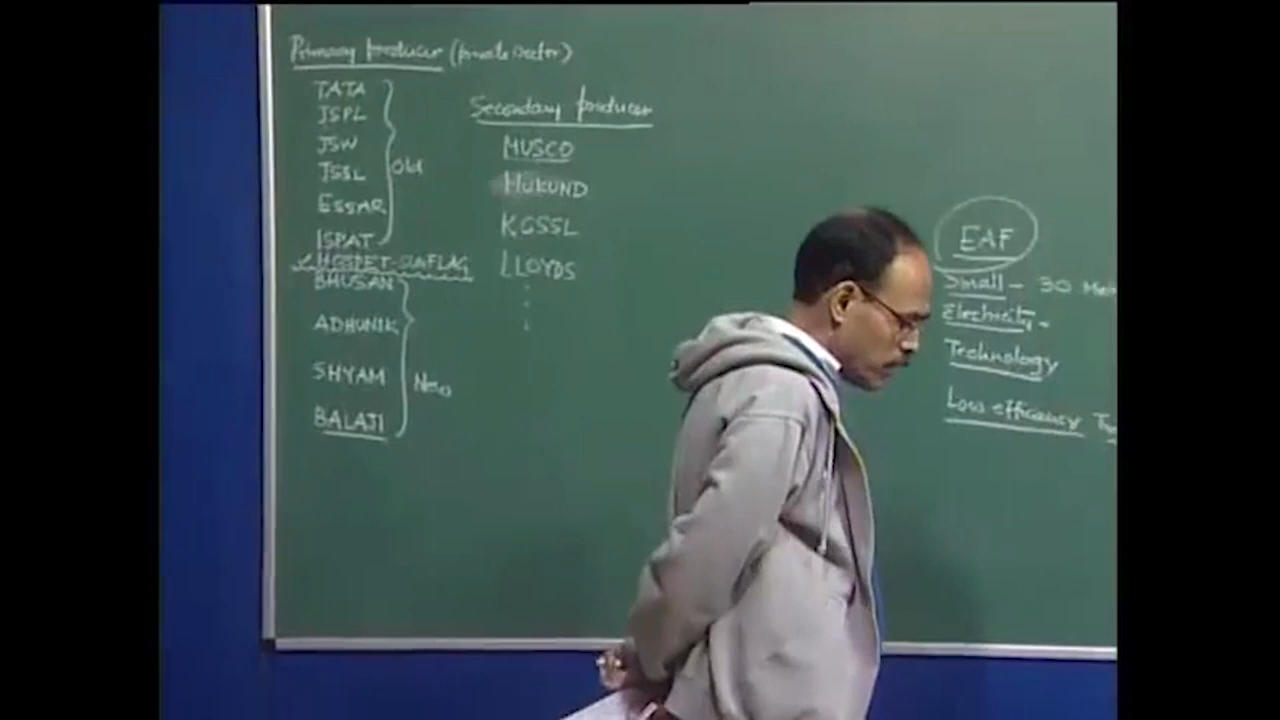 Primary producer (Private Sector)
TATA
JSPL
JSW
JSSL
ESSAR
ISPAT
Old
HOSPET-SUNFLAG
BHUSAN
ADHUNIK
SHYAM
BALAJI
New
Secondary producer
MUSCO
MUKUND
KGSSL
LLOYDS
EAF
Small - 30
Electricity -
Technology
Low efficiency